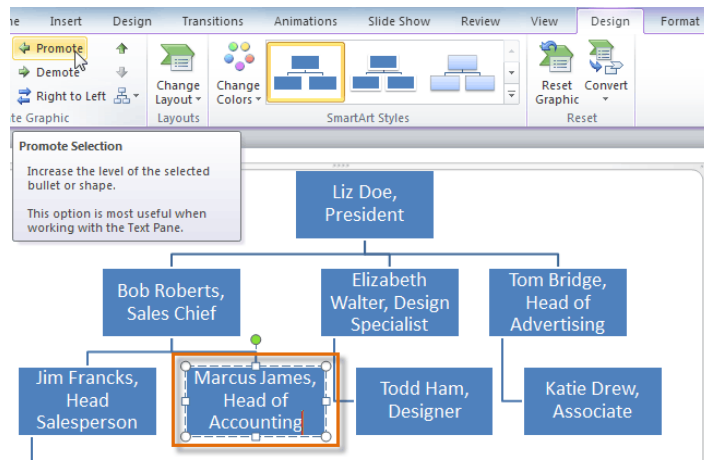 Insert Design Transitions Animations Slide Show Review View Design Format
Promote
Demote
Right to Left
Change Layout
Change Colors
Reset Graphic
Convert
Layouts SmartArt Styles Reset
Graphic
Promote Selection
Increase the level of the selected
bullet or shape.
This option is most useful when
working with the Text Pane.
Liz Doe,
President
Bob Roberts,
Sales Chief
Elizabeth
Walter, Design
Specialist
Tom Bridge,
Head of
Advertising
Jim Francks,
Head
Salesperson
Marcus James,
Head of
Accounting
Todd Ham,
Designer
Katie Drew,
Associate